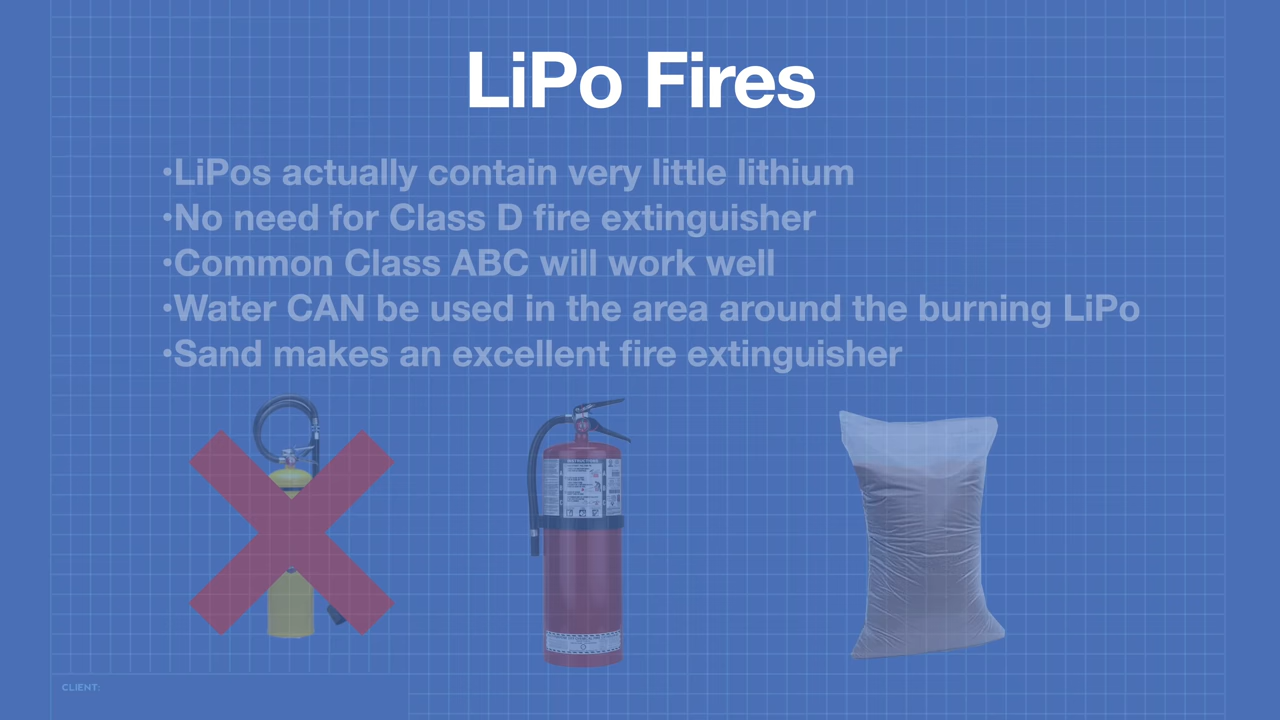 LiPo Fires
•LiPos actually contain very little lithium
•No need for Class D fire extinguisher
•Common Class ABC will work well
•Water CAN be used in the area around the burning LiPo
•Sand makes an excellent fire extinguisher
INSTRUCTIONS
CLIENT: